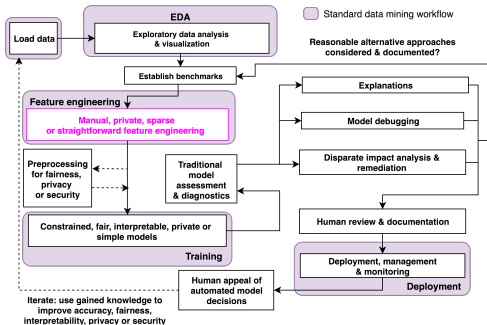 Standard data mining workflow
EDA
Load data
Exploratory data analysis
& visualization
Reasonable alternative approaches
considered & documented?
Establish benchmarks
Explanations
Feature engineering
Manual, private, sparse
or straightforward feature engineering
Model debugging
Preprocessing
for fairness,
privacy
or security
Traditional
model
assessment
& diagnostics
Disparate impact analysis &
remediation
Constrained, fair, interpretable, private or
simple models
Training
Human review & documentation
Deployment, management
& monitoring
Deployment
Human appeal of
automated model
decisions
Iterate: use gained knowledge to
improve accuracy, fairness,
interpretability, privacy or security